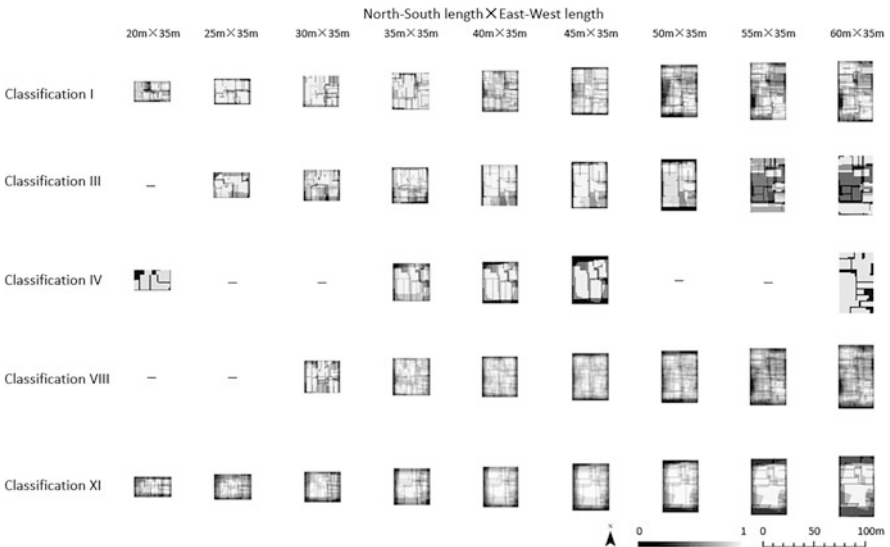 North-South length×East-West length
20m×35m 25m×35m 30m×35m 35m×35m 40m×35m 45m×35m 50m×35m 55m×35m 60m×35m
Classification I
Classification III –
Classification IV – – – –
Classification VIII – –
Classification XI
N
0 1 0 50 100m